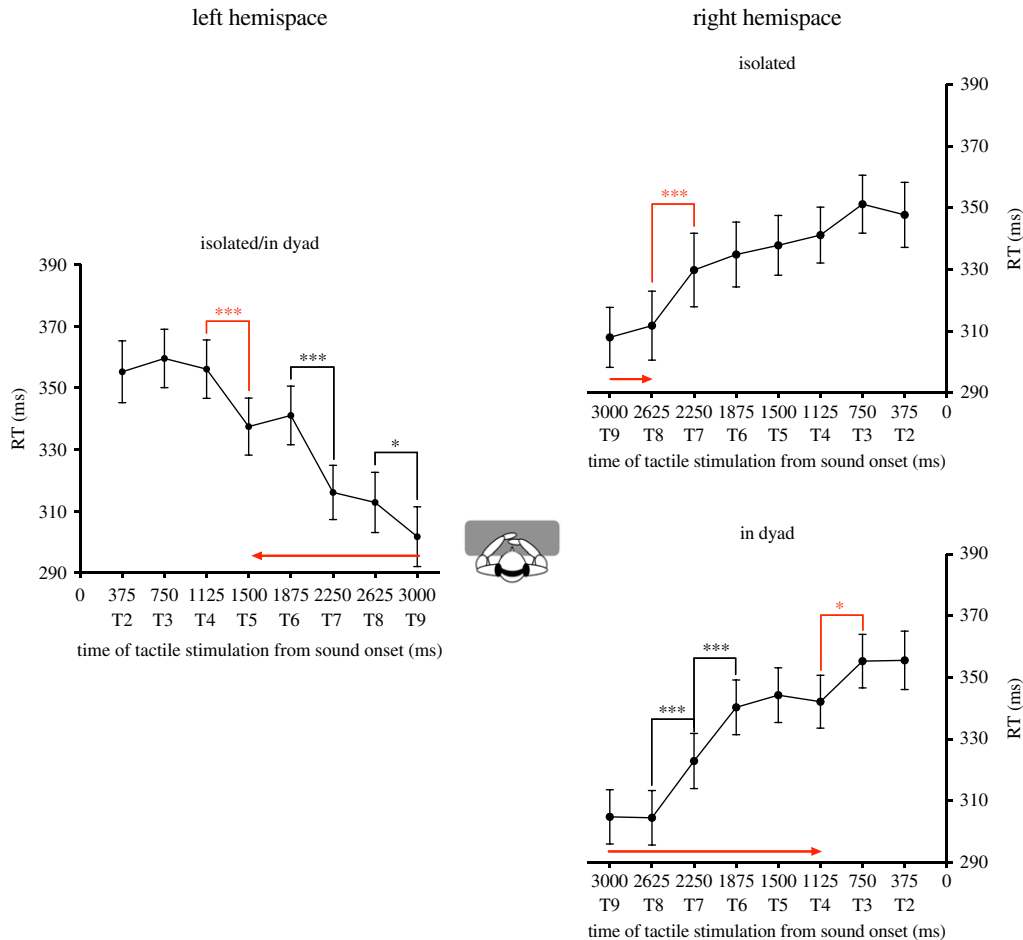 left hemispace
isolated/in dyad
390
370
350
330
310
290
RT (ms)
***
***
*
0 375 750 1125 1500 1875 2250 2625 3000
T2 T3 T4 T5 T6 T7 T8 T9
time of tactile stimulation from sound onset (ms)
right hemispace
isolated
390
370
350
330
310
290
RT (ms)
***
3000 2625 2250 1875 1500 1125 750 375 0
T9 T8 T7 T6 T5 T4 T3 T2
time of tactile stimulation from sound onset (ms)
in dyad
390
370
350
330
310
290
RT (ms)
*
***
***
3000 2625 2250 1875 1500 1125 750 375 0
T9 T8 T7 T6 T5 T4 T3 T2
time of tactile stimulation from sound onset (ms)